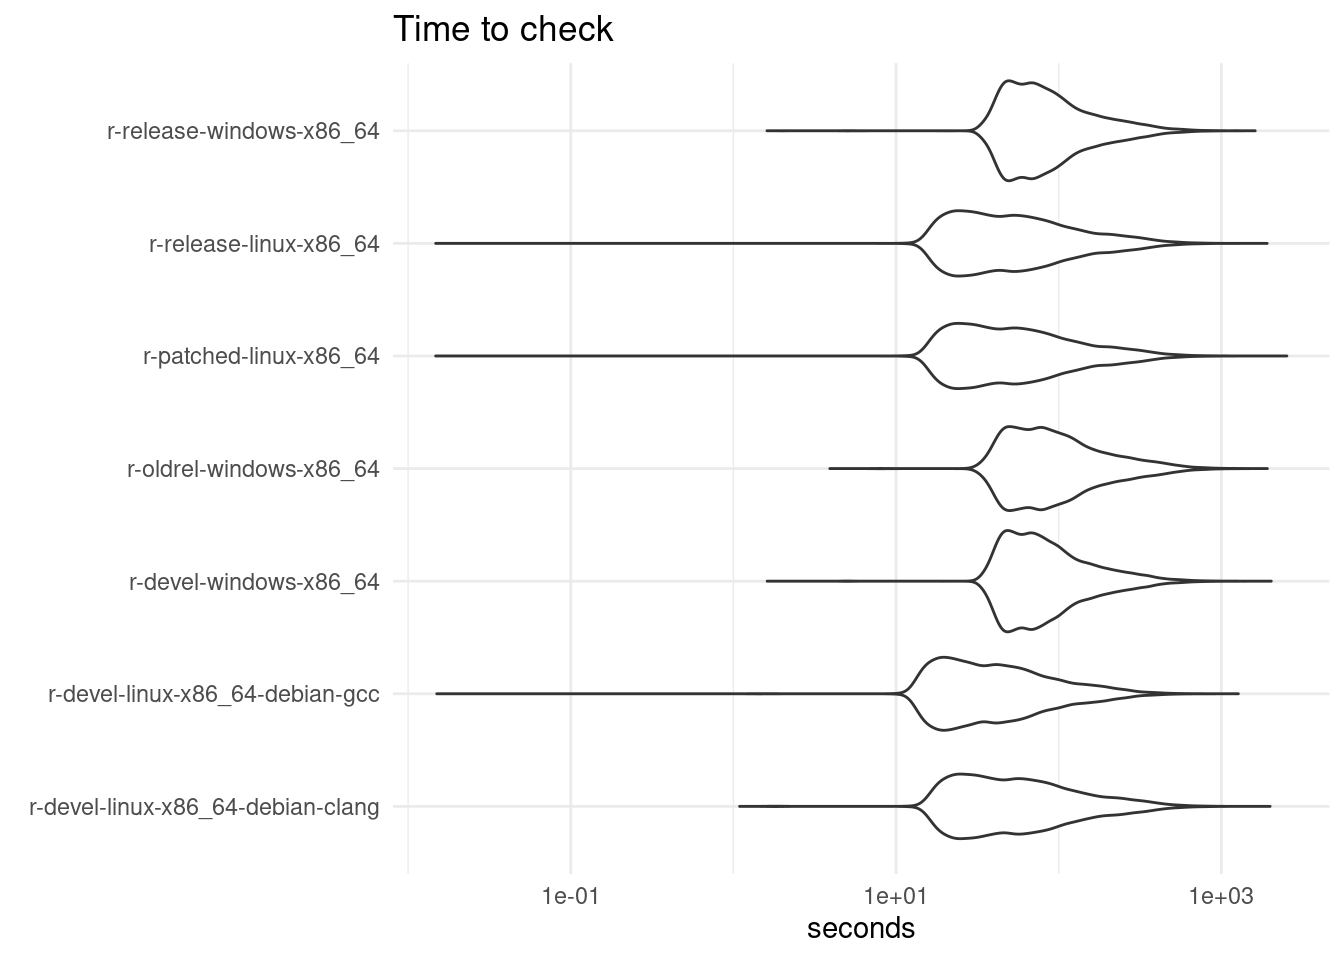 Time to check
r-release-windows-x86_64
r-release-linux-x86_64
r-patched-linux-x86_64
r-oldrel-windows-x86_64
r-devel-windows-x86_64
r-devel-linux-x86_64-debian-gcc
r-devel-linux-x86_64-debian-clang
1e-01 1e+01 1e+03
seconds